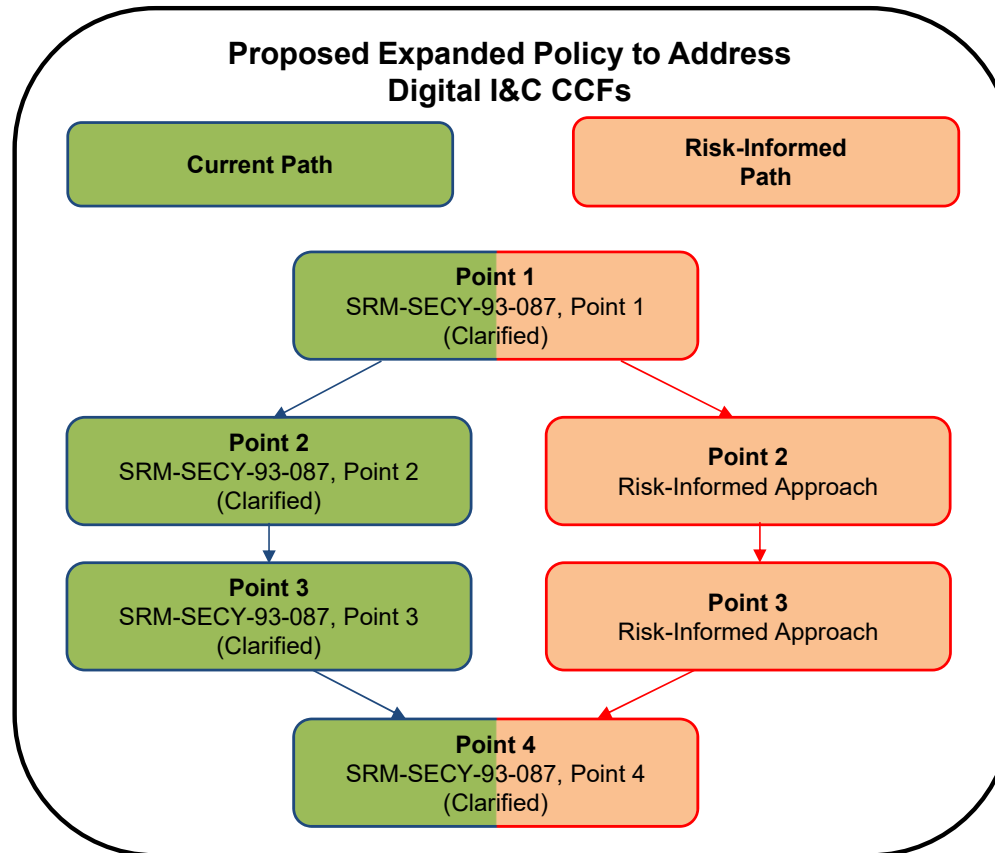 Proposed Expanded Policy to Address
Digital I&C CCFs
Current Path
Risk-Informed
Path
Point 1
SRM-SECY-93-087, Point 1
(Clarified)
Point 2
SRM-SECY-93-087, Point 2
(Clarified)
Point 2
Risk-Informed Approach
Point 3
SRM-SECY-93-087, Point 3
(Clarified)
Point 3
Risk-Informed Approach
Point 4
SRM-SECY-93-087, Point 4
(Clarified)